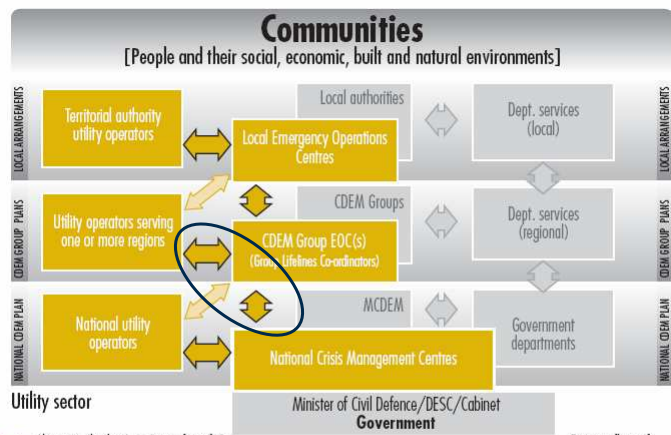 Communities
[People and their social, economic, built and natural environments]
LOCAL ARRANGEMENTS
Territorial authority
utility operators
Local authorities
Local Emergency Operations
Centres
Dept. services
(local)
LOCAL ARRANGEMENTS
CDEM GROUP PLANS
Utility operators serving
one or more regions
CDEM Groups
CDEM Group EOC(s)
(Group Lifelines Co-ordinators)
Dept. services
(regional)
CDEM GROUP PLANS
NATIONAL CDEM PLAN
National utility
operators
MCDEM
National Crisis Management Centres
Government
departments
NATIONAL CDEM PLAN
Utility sector
Minister of Civil Defence/DESC/Cabinet
Government